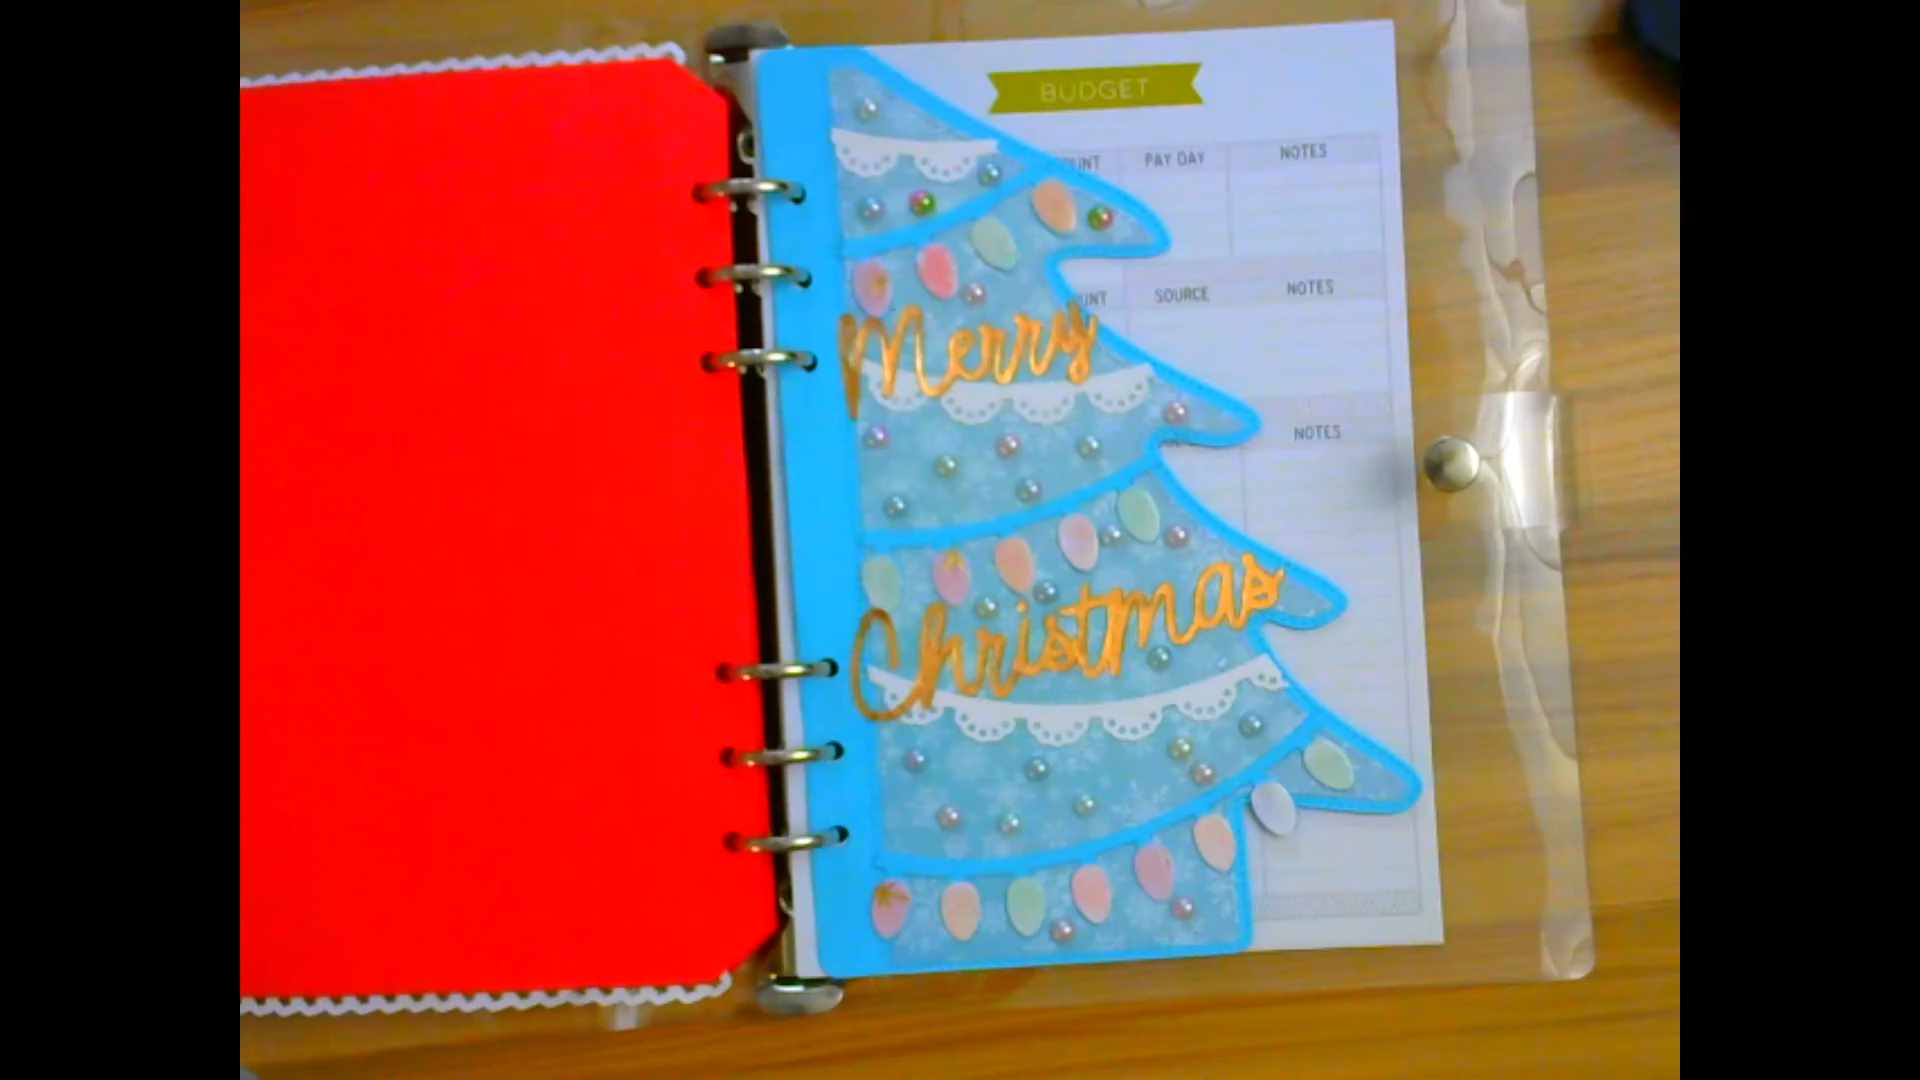 BUDGET
PAY DAY NOTES
Merry
SOURCE NOTES
NOTES
Christmas